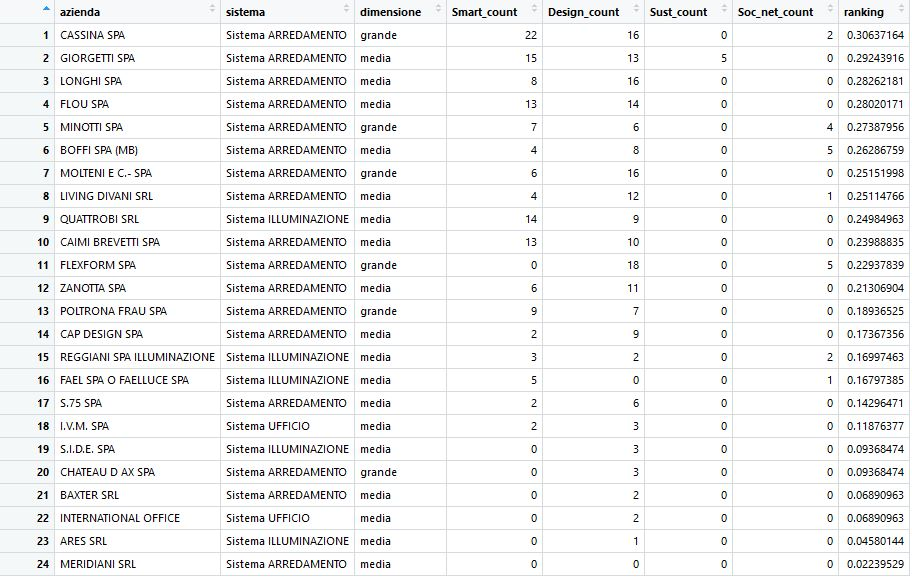 azienda sistema dimensione Smart_count Design_count Sust_count Soc_net_count ranking
1 CASSINA SPA Sistema ARREDAMENTO grande 22 16 0 2 0.30637164
2 GIORGETTI SPA Sistema ARREDAMENTO media 15 13 5 0 0.29243916
3 LONGHI SPA Sistema ARREDAMENTO media 8 16 0 0 0.28262181
4 FLOU SPA Sistema ARREDAMENTO media 13 14 0 0 0.28020171
5 MINOTTI SPA Sistema ARREDAMENTO grande 7 6 0 4 0.27387956
6 BOFFI SPA (MB) Sistema ARREDAMENTO media 4 8 0 5 0.26286759
7 MOLTENI E C.- SPA Sistema ARREDAMENTO grande 6 16 0 0 0.25151998
8 LIVING DIVANI SRL Sistema ARREDAMENTO media 4 12 0 1 0.25114766
9 QUATTROBI SRL Sistema ILLUMINAZIONE media 14 9 0 0 0.24984963
10 CAIMI BREVETTI SPA Sistema ARREDAMENTO media 13 10 0 0 0.23988835
11 FLEXFORM SPA Sistema ARREDAMENTO grande 0 18 0 5 0.22937839
12 ZANOTTA SPA Sistema ARREDAMENTO media 6 11 0 0 0.21306904
13 POLTRONA FRAU SPA Sistema ARREDAMENTO grande 9 7 0 0 0.18936525
14 CAP DESIGN SPA Sistema ARREDAMENTO media 2 9 0 0 0.17367356
15 REGGIANI SPA ILLUMINAZIONE Sistema ILLUMINAZIONE media 3 2 0 2 0.16997463
16 FAEL SPA O FAELLUCE SPA Sistema ILLUMINAZIONE media 5 0 0 1 0.16797385
17 S.75 SPA Sistema ARREDAMENTO media 2 6 0 0 0.14296471
18 I.V.M. SPA Sistema UFFICIO media 2 3 0 0 0.11876377
19 S.I.D.E. SPA Sistema ILLUMINAZIONE media 0 3 0 0 0.09368474
20 CHATEAU D AX SPA Sistema ARREDAMENTO grande 0 3 0 0 0.09368474
21 BAXTER SRL Sistema ARREDAMENTO media 0 2 0 0 0.06890963
22 INTERNATIONAL OFFICE Sistema UFFICIO media 0 2 0 0 0.06890963
23 ARES SRL Sistema ILLUMINAZIONE media 0 1 0 0 0.04580144
24 MERIDIANI SRL Sistema ARREDAMENTO media 0 0 0 0 0.02239529